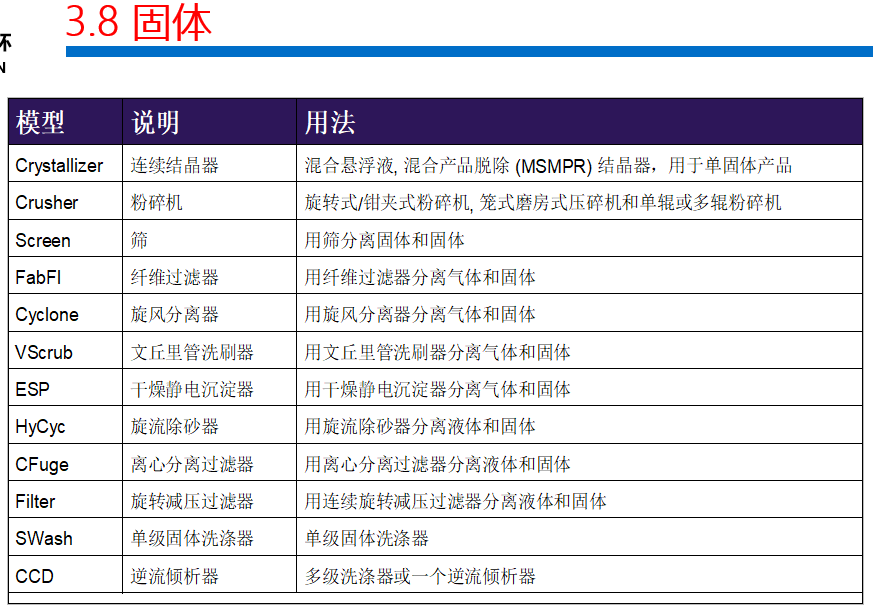 3.8 固体
环
N
模型 说明 用法
Crystallizer 连续结晶器 混合悬浮液, 混合产品脱除 (MSMPR) 结晶器，用于单固体产品
Crusher 粉碎机 旋转式/钳夹式粉碎机, 笼式磨房式压碎机和单辊或多辊粉碎机
Screen 筛 用筛分离固体和固体
FabFl 纤维过滤器 用纤维过滤器分离气体和固体
Cyclone 旋风分离器 用旋风分离器分离气体和固体
VScrub 文丘里管洗刷器 用文丘里管洗刷器分离气体和固体
ESP 干燥静电沉淀器 用干燥静电沉淀器分离气体和固体
HyCyc 旋流除砂器 用旋流除砂器分离液体和固体
CFuge 离心分离过滤器 用离心分离过滤器分离液体和固体
Filter 旋转减压过滤器 用连续旋转减压过滤器分离液体和固体
SWash 单级固体洗涤器 单级固体洗涤器
CCD 逆流倾析器 多级洗涤器或一个逆流倾析器